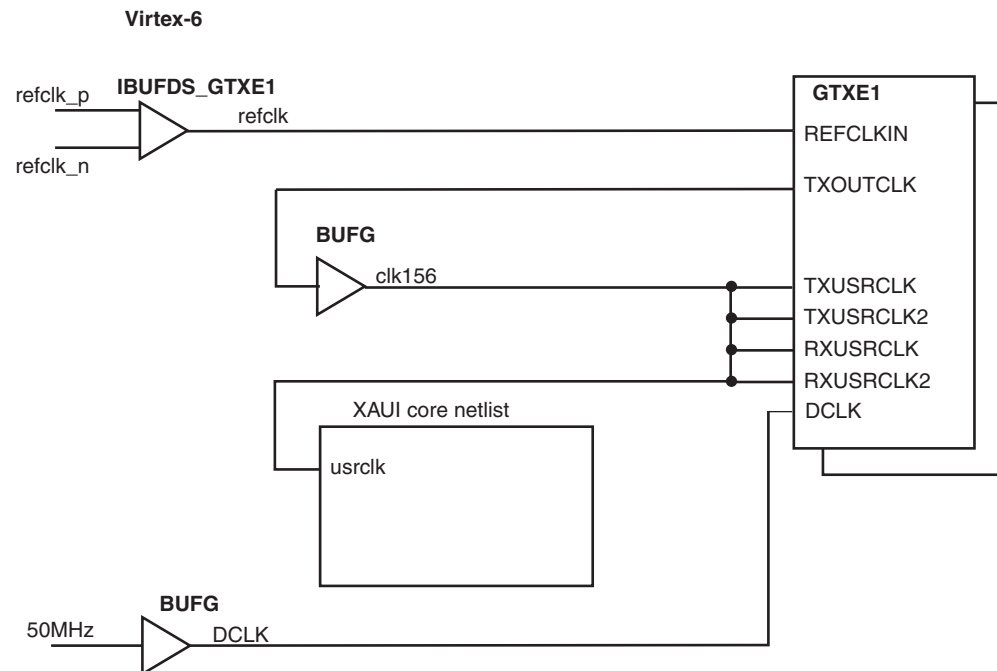 Virtex-6
IBUFDS_GTXE1
refclk_p
refclk
refclk_n
GTXE1
REFCLKIN
TXOUTCLK
BUFG
clk156
TXUSRCLK
TXUSRCLK2
RXUSRCLK
RXUSRCLK2
DCLK
XAUI core netlist
usrclk
BUFG
50MHz
DCLK